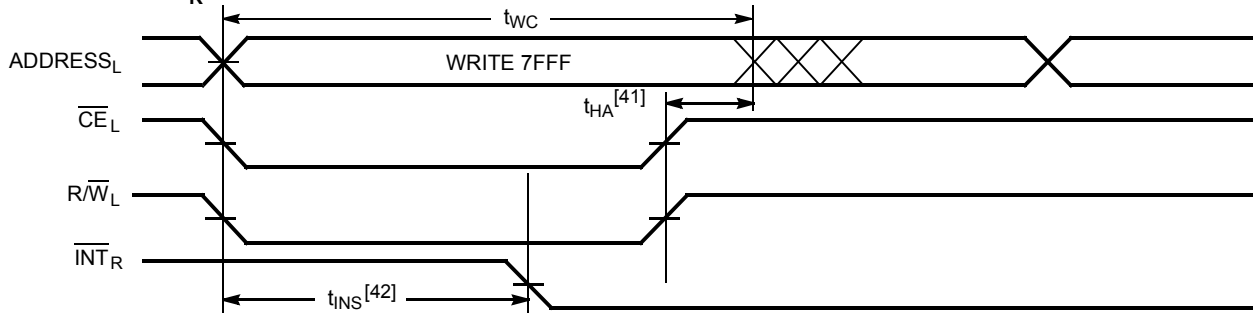 R
tWC
ADDRESSL
WRITE 7FFF
tHA[41]
CEL
R/WL
INTR
tINS[42]